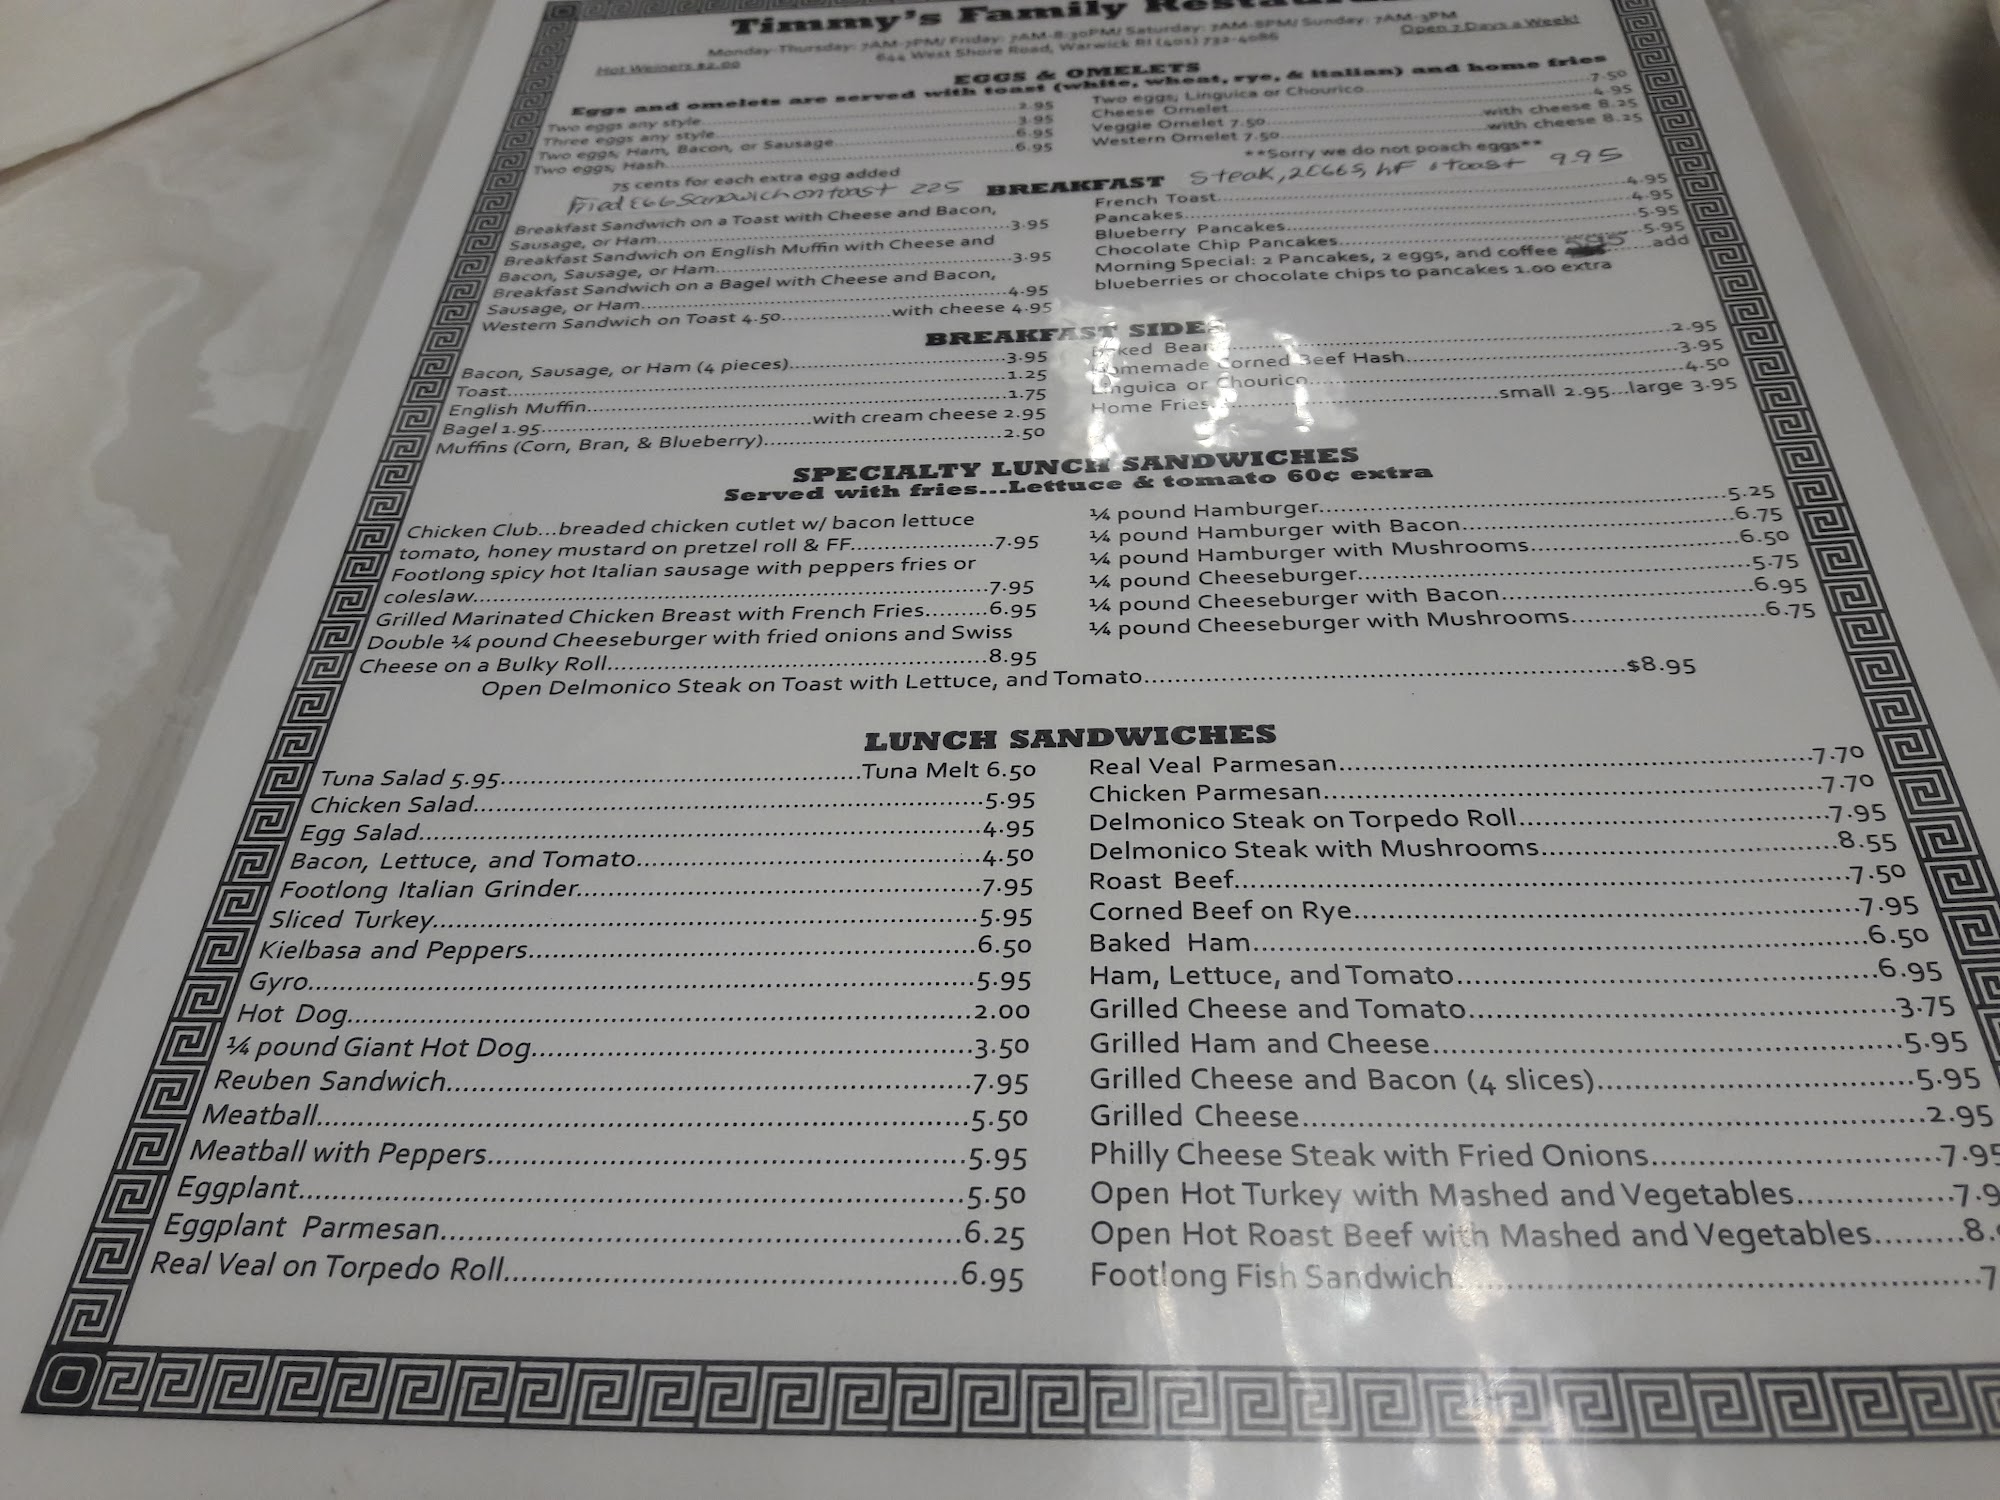 Timmy's Family
Monday-Thursday: 7AM-7PM/ Friday: 7AM-8:30PM/ Saturday: 7AM-8PM/ Sunday: 7AM-3PM
644 West Shore Road, Warwick RI (401) 732-4086
Open 7 Days a Week!
Hot Weiners $2.00
EGGS & OMELETS
Eggs and omelets are served with toast (white, wheat, rye, & Italian) and home fries
Two eggs any style 2.95
Three eggs any style 3.95
Two eggs, Ham, Bacon, or Sausage 6.95
Two eggs, Hash 6.95
75 cents for each extra egg added
Fried Egg Sandwich on toast 225
Two eggs, Linguica or Chourico 7.50
Cheese Omelet 4.95
Veggie Omelet 7.50 with cheese 8.25
Western Omelet 7.50 with cheese 8.25
**Sorry we do not poach eggs**
Steak, 2 EGGS, HF & toast 9.95
BREAKFAST
Breakfast Sandwich on a Toast with Cheese and Bacon,
Sausage, or Ham 3.95
Breakfast Sandwich on English Muffin with Cheese and
Bacon, Sausage, or Ham 3.95
Breakfast Sandwich on a Bagel with Cheese and Bacon,
Sausage, or Ham 4.95
Western Sandwich on Toast 4.50 with cheese 4.95
French Toast 4.95
Pancakes 4.95
Blueberry Pancakes 5.95
Chocolate Chip Pancakes 5.95
Morning Special: 2 Pancakes, 2 eggs, and coffee 595 add
blueberries or chocolate chips to pancakes 1.00 extra
BREAKFAST SIDES
Bacon, Sausage, or Ham (4 pieces) 3.95
Toast 1.25
English Muffin 1.75
Bagel 1.95 with cream cheese 2.95
Muffins (Corn, Bran, & Blueberry) 2.50
Baked Beans 2.95
Homemade Corned Beef Hash 3.95
Linguica or Chourico 4.50
Home Fries small 2.95...large 3.95
SPECIALTY LUNCH SANDWICHES
Served with fries...Lettuce & tomato 60¢ extra
Chicken Club...breaded chicken cutlet w/ bacon lettuce
tomato, honey mustard on pretzel roll & FF 7.95
Footlong spicy hot Italian sausage with peppers fries or
coleslaw 7.95
Grilled Marinated Chicken Breast with French Fries 6.95
Double ¼ pound Cheeseburger with fried onions and Swiss
Cheese on a Bulky Roll 8.95
¼ pound Hamburger 5.25
¼ pound Hamburger with Bacon 6.75
¼ pound Hamburger with Mushrooms 6.50
¼ pound Cheeseburger 5.75
¼ pound Cheeseburger with Bacon 6.95
¼ pound Cheeseburger with Mushrooms 6.75
Open Delmonico Steak on Toast with Lettuce, and Tomato $8.95
LUNCH SANDWICHES
Tuna Salad 5.95 Tuna Melt 6.50
Chicken Salad 5.95
Egg Salad 4.95
Bacon, Lettuce, and Tomato 4.50
Footlong Italian Grinder 7.95
Sliced Turkey 5.95
Kielbasa and Peppers 6.50
Gyro 5.95
Hot Dog 2.00
¼ pound Giant Hot Dog 3.50
Reuben Sandwich 7.95
Meatball 5.50
Meatball with Peppers 5.95
Eggplant 5.50
Eggplant Parmesan 6.25
Real Veal on Torpedo Roll 6.95
Real Veal Parmesan 7.70
Chicken Parmesan 7.70
Delmonico Steak on Torpedo Roll 7.95
Delmonico Steak with Mushrooms 8.55
Roast Beef 7.50
Corned Beef on Rye 7.95
Baked Ham 6.50
Ham, Lettuce, and Tomato 6.95
Grilled Cheese and Tomato 3.75
Grilled Ham and Cheese 5.95
Grilled Cheese and Bacon (4 slices) 5.95
Grilled Cheese 2.95
Philly Cheese Steak with Fried Onions 7.95
Open Hot Turkey with Mashed and Vegetables 7.9
Open Hot Roast Beef with Mashed and Vegetables 8.
Footlong Fish Sandwich 7